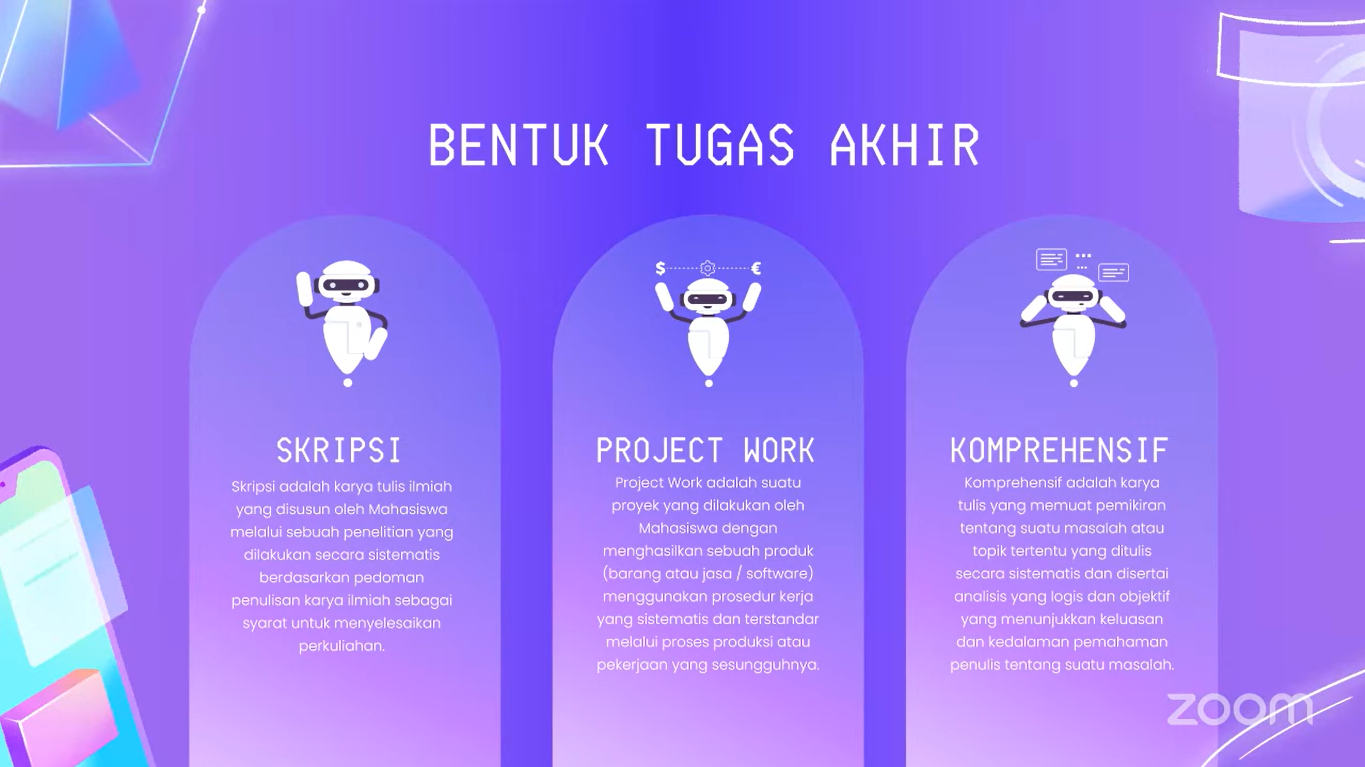 BENTUK TUGAS AKHIR
$ €
SKRIPSI
Skripsi adalah karya tulis ilmiah
yang disusun oleh Mahasiswa
melalui sebuah penelitian yang
dilakukan secara sistematis
berdasarkan pedoman
penulisan karya ilmiah sebagai
syarat untuk menyelesaikan
perkuliahan.
PROJECT WORK
Project Work adalah suatu
proyek yang dilakukan oleh
Mahasiswa dengan
menghasilkan sebuah produk
(barang atau jasa / software)
menggunakan prosedur kerja
yang sistematis dan terstandar
melalui proses produksi atau
pekerjaan yang sesungguhnya.
KOMPREHENSIF
Komprehensif adalah karya
tulis yang memuat pemikiran
tentang suatu masalah atau
topik tertentu yang ditulis
secara sistematis dan disertai
analisis yang logis dan objektif
yang menunjukkan keluasan
dan kedalaman pemahaman
penulis tentang suatu masalah.
zoom